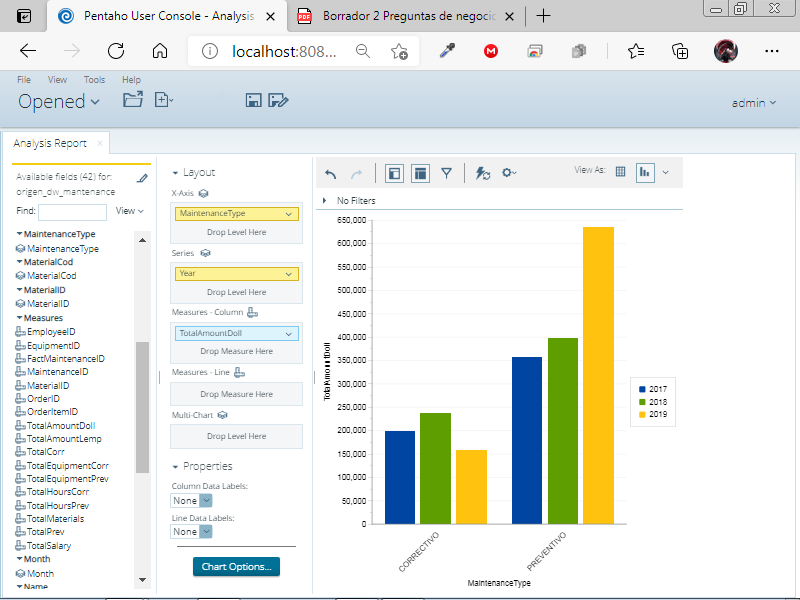 Pentaho User Console - Analysis
Borrador 2 Preguntas de negocio
localhost:808...
File View Tools Help
Opened
admin
Analysis Report
Available fields (42) for:
origen_dw_mantenance
Find:
View
MaintenanceType
MaintenanceType
MaterialCod
MaterialCod
MaterialID
MaterialID
Measures
EmployeeID
EquipmentID
FactMaintenanceID
MaintenanceID
MaterialID
OrderID
OrderItemID
TotalAmountDoll
TotalAmountLemp
TotalCorr
TotalEquipmentCorr
TotalEquipmentPrev
TotalHoursCorr
TotalHoursPrev
TotalMaterials
TotalPrev
TotalSalary
Month
Month
Name
Layout
X-Axis
MaintenanceType
Drop Level Here
Series
Year
Drop Level Here
Measures - Column
TotalAmountDoll
Drop Measure Here
Measures - Line
Drop Measure Here
Multi-Chart
Drop Level Here
Properties
Column Data Labels:
None
Line Data Labels:
None
Chart Options...
View As:
No Filters
650,000
600,000
550,000
500,000
450,000
400,000
350,000
300,000
250,000
200,000
150,000
100,000
50,000
0
TotalAmountDoll
CORRECTIVO
PREVENTIVO
MaintenanceType
2017
2018
2019